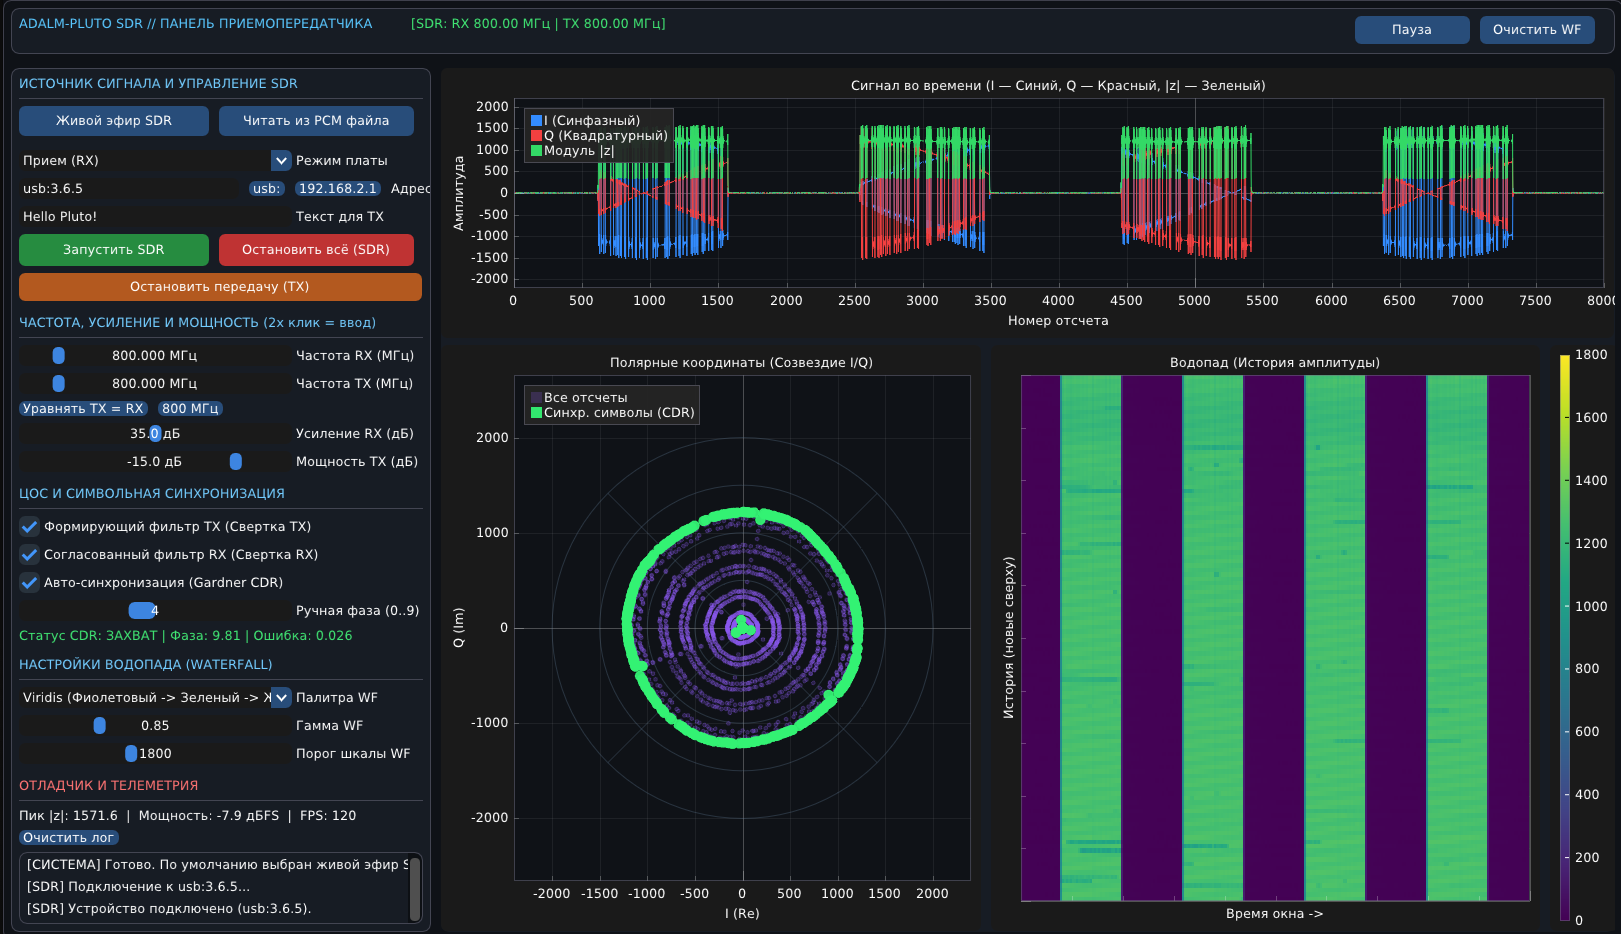 ADALM-PLUTO SDR // ПАНЕЛЬ ПРИЕМОПЕРЕДАТЧИКА [SDR: RX 800.00 МГц | TX 800.00 МГц]
Пауза
Очистить WF
ИСТОЧНИК СИГНАЛА И УПРАВЛЕНИЕ SDR
Живой эфир SDR
Читать из PCM файла
Прием (RX) Режим платы
usb:3.6.5 usb: 192.168.2.1 Адрес
Hello Pluto! Текст для TX
Запустить SDR
Остановить всё (SDR)
Остановить передачу (TX)
ЧАСТОТА, УСИЛЕНИЕ И МОЩНОСТЬ (2x клик = ввод)
800.000 МГц Частота RX (МГц)
800.000 МГц Частота TX (МГц)
Уравнять TX = RX 800 МГц
35.0 дБ Усиление RX (дБ)
-15.0 дБ Мощность TX (дБ)
ЦОС И СИМВОЛЬНАЯ СИНХРОНИЗАЦИЯ
Формирующий фильтр TX (Свертка TX)
Согласованный фильтр RX (Свертка RX)
Авто-синхронизация (Gardner CDR)
4 Ручная фаза (0..9)
Статус CDR: ЗАХВАТ | Фаза: 9.81 | Ошибка: 0.026
НАСТРОЙКИ ВОДОПАДА (WATERFALL)
Viridis (Фиолетовый -> Зеленый -> Палитра WF
0.85 Гамма WF
1800 Порог шкалы WF
ОТЛАДЧИК И ТЕЛЕМЕТРИЯ
Пик |z|: 1571.6 | Мощность: -7.9 дБFS | FPS: 120
Очистить лог
[СИСТЕМА] Готово. По умолчанию выбран живой эфир
[SDR] Подключение к usb:3.6.5...
[SDR] Устройство подключено (usb:3.6.5).
Сигнал во времени (I — Синий, Q — Красный, |z| — Зеленый)
I (Синфазный)
Q (Квадратурный)
Модуль |z|
Амплитуда
2000
1500
1000
500
0
-500
-1000
-1500
-2000
0 500 1000 1500 2000 2500 3000 3500 4000 4500 5000 5500 6000 6500 7000 7500 8000
Номер отсчета
Полярные координаты (Созвездие I/Q)
Все отсчеты
Синхр. символы (CDR)
Q (Im)
2000
1000
0
-1000
-2000
-2000 -1500 -1000 -500 0 500 1000 1500 2000
I (Re)
Водопад (История амплитуды)
История (новые сверху)
Время окна ->
1800
1600
1400
1200
1000
800
600
400
200
0